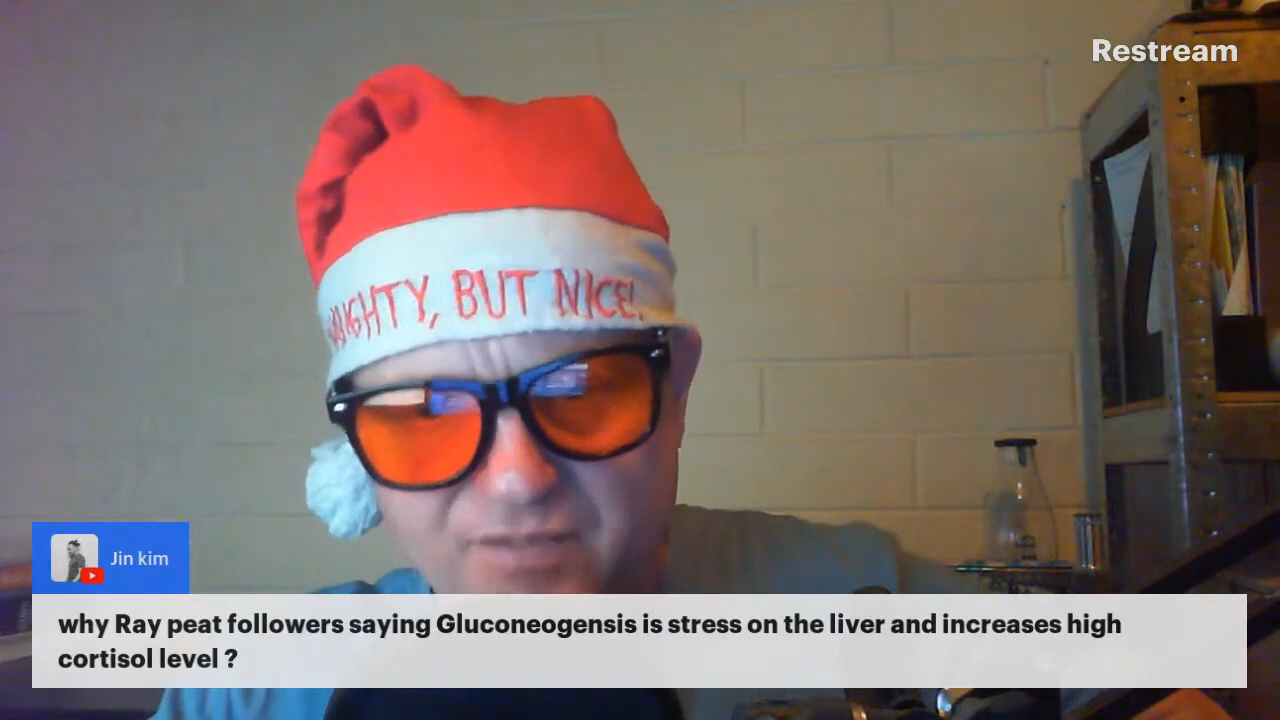 Restream
NAUGHTY, BUT NICE!
Jin kim
why Ray peat followers saying Gluconeogensis is stress on the liver and increases high
cortisol level ?